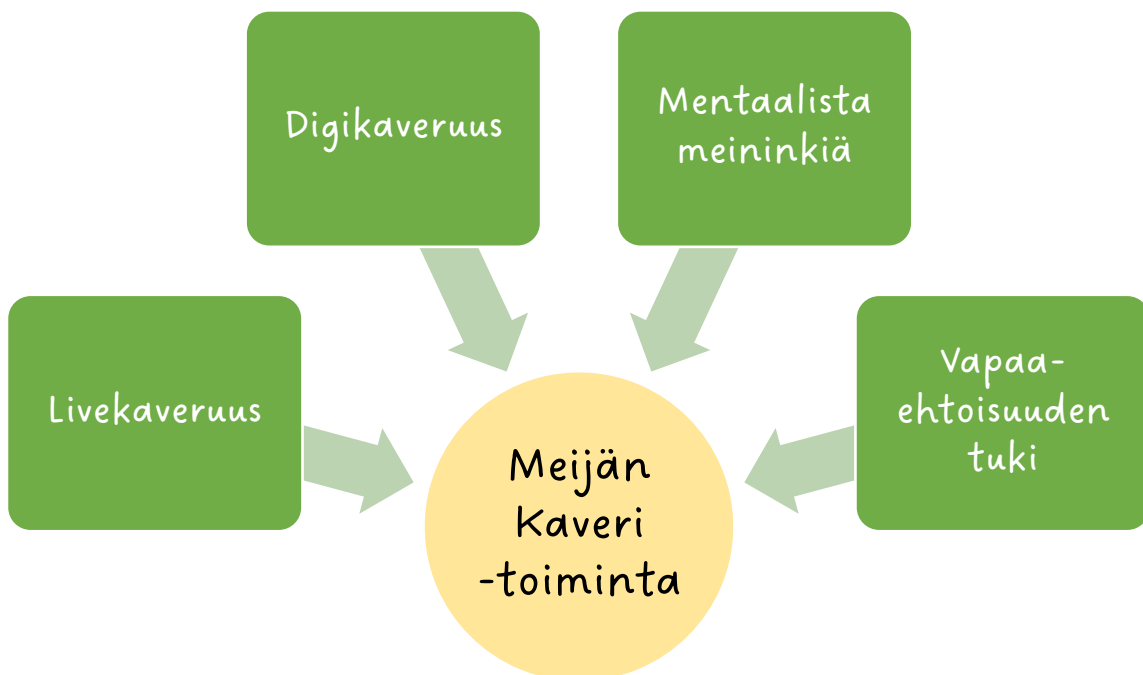 Digikaveruus
Mentaalista
meininkiä
Livekaveruus
Vapaa-
ehtoisuuden
tuki
Meijän
Kaveri
-toiminta